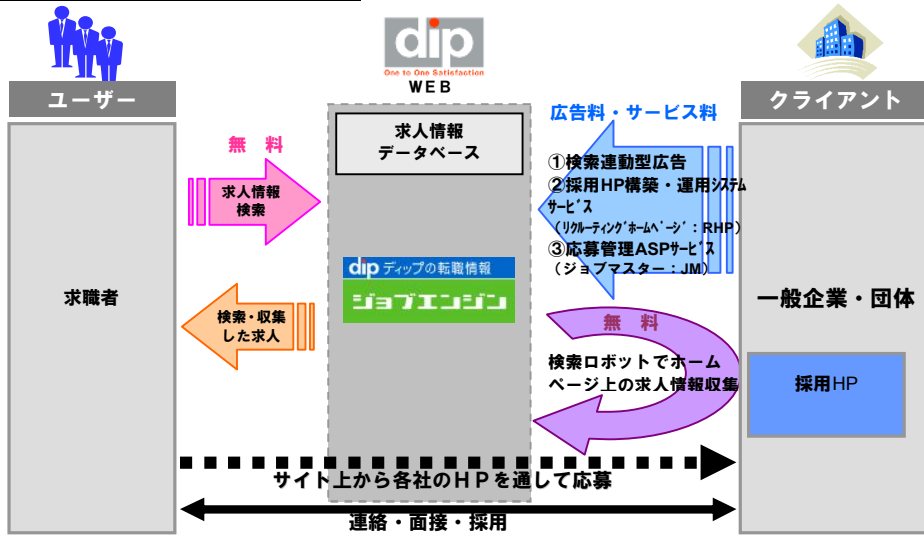 dip
One to One Satisfaction
WEB
ユーザー
クライアント
広告料・サービス料
求人情報
データベース
無 料
①検索連動型広告
②採用HP構築・運用ｼｽﾃﾑ
ｻｰﾋﾞｽ
（ﾘｸﾙｰﾃｨﾝｸﾞﾎｰﾑﾍﾟｰｼﾞ：RHP）
③応募管理ASPサービス
（ジョブマスター：JM）
求人情報
検索
dip ディップの転職情報
ジョブエンジン
求職者
一般企業・団体
検索・収集
した求人
無 料
検索ロボットでホーム
ページ上の求人情報収集
採用HP
サイト上から各社のＨＰを通して応募
連絡・面接・採用